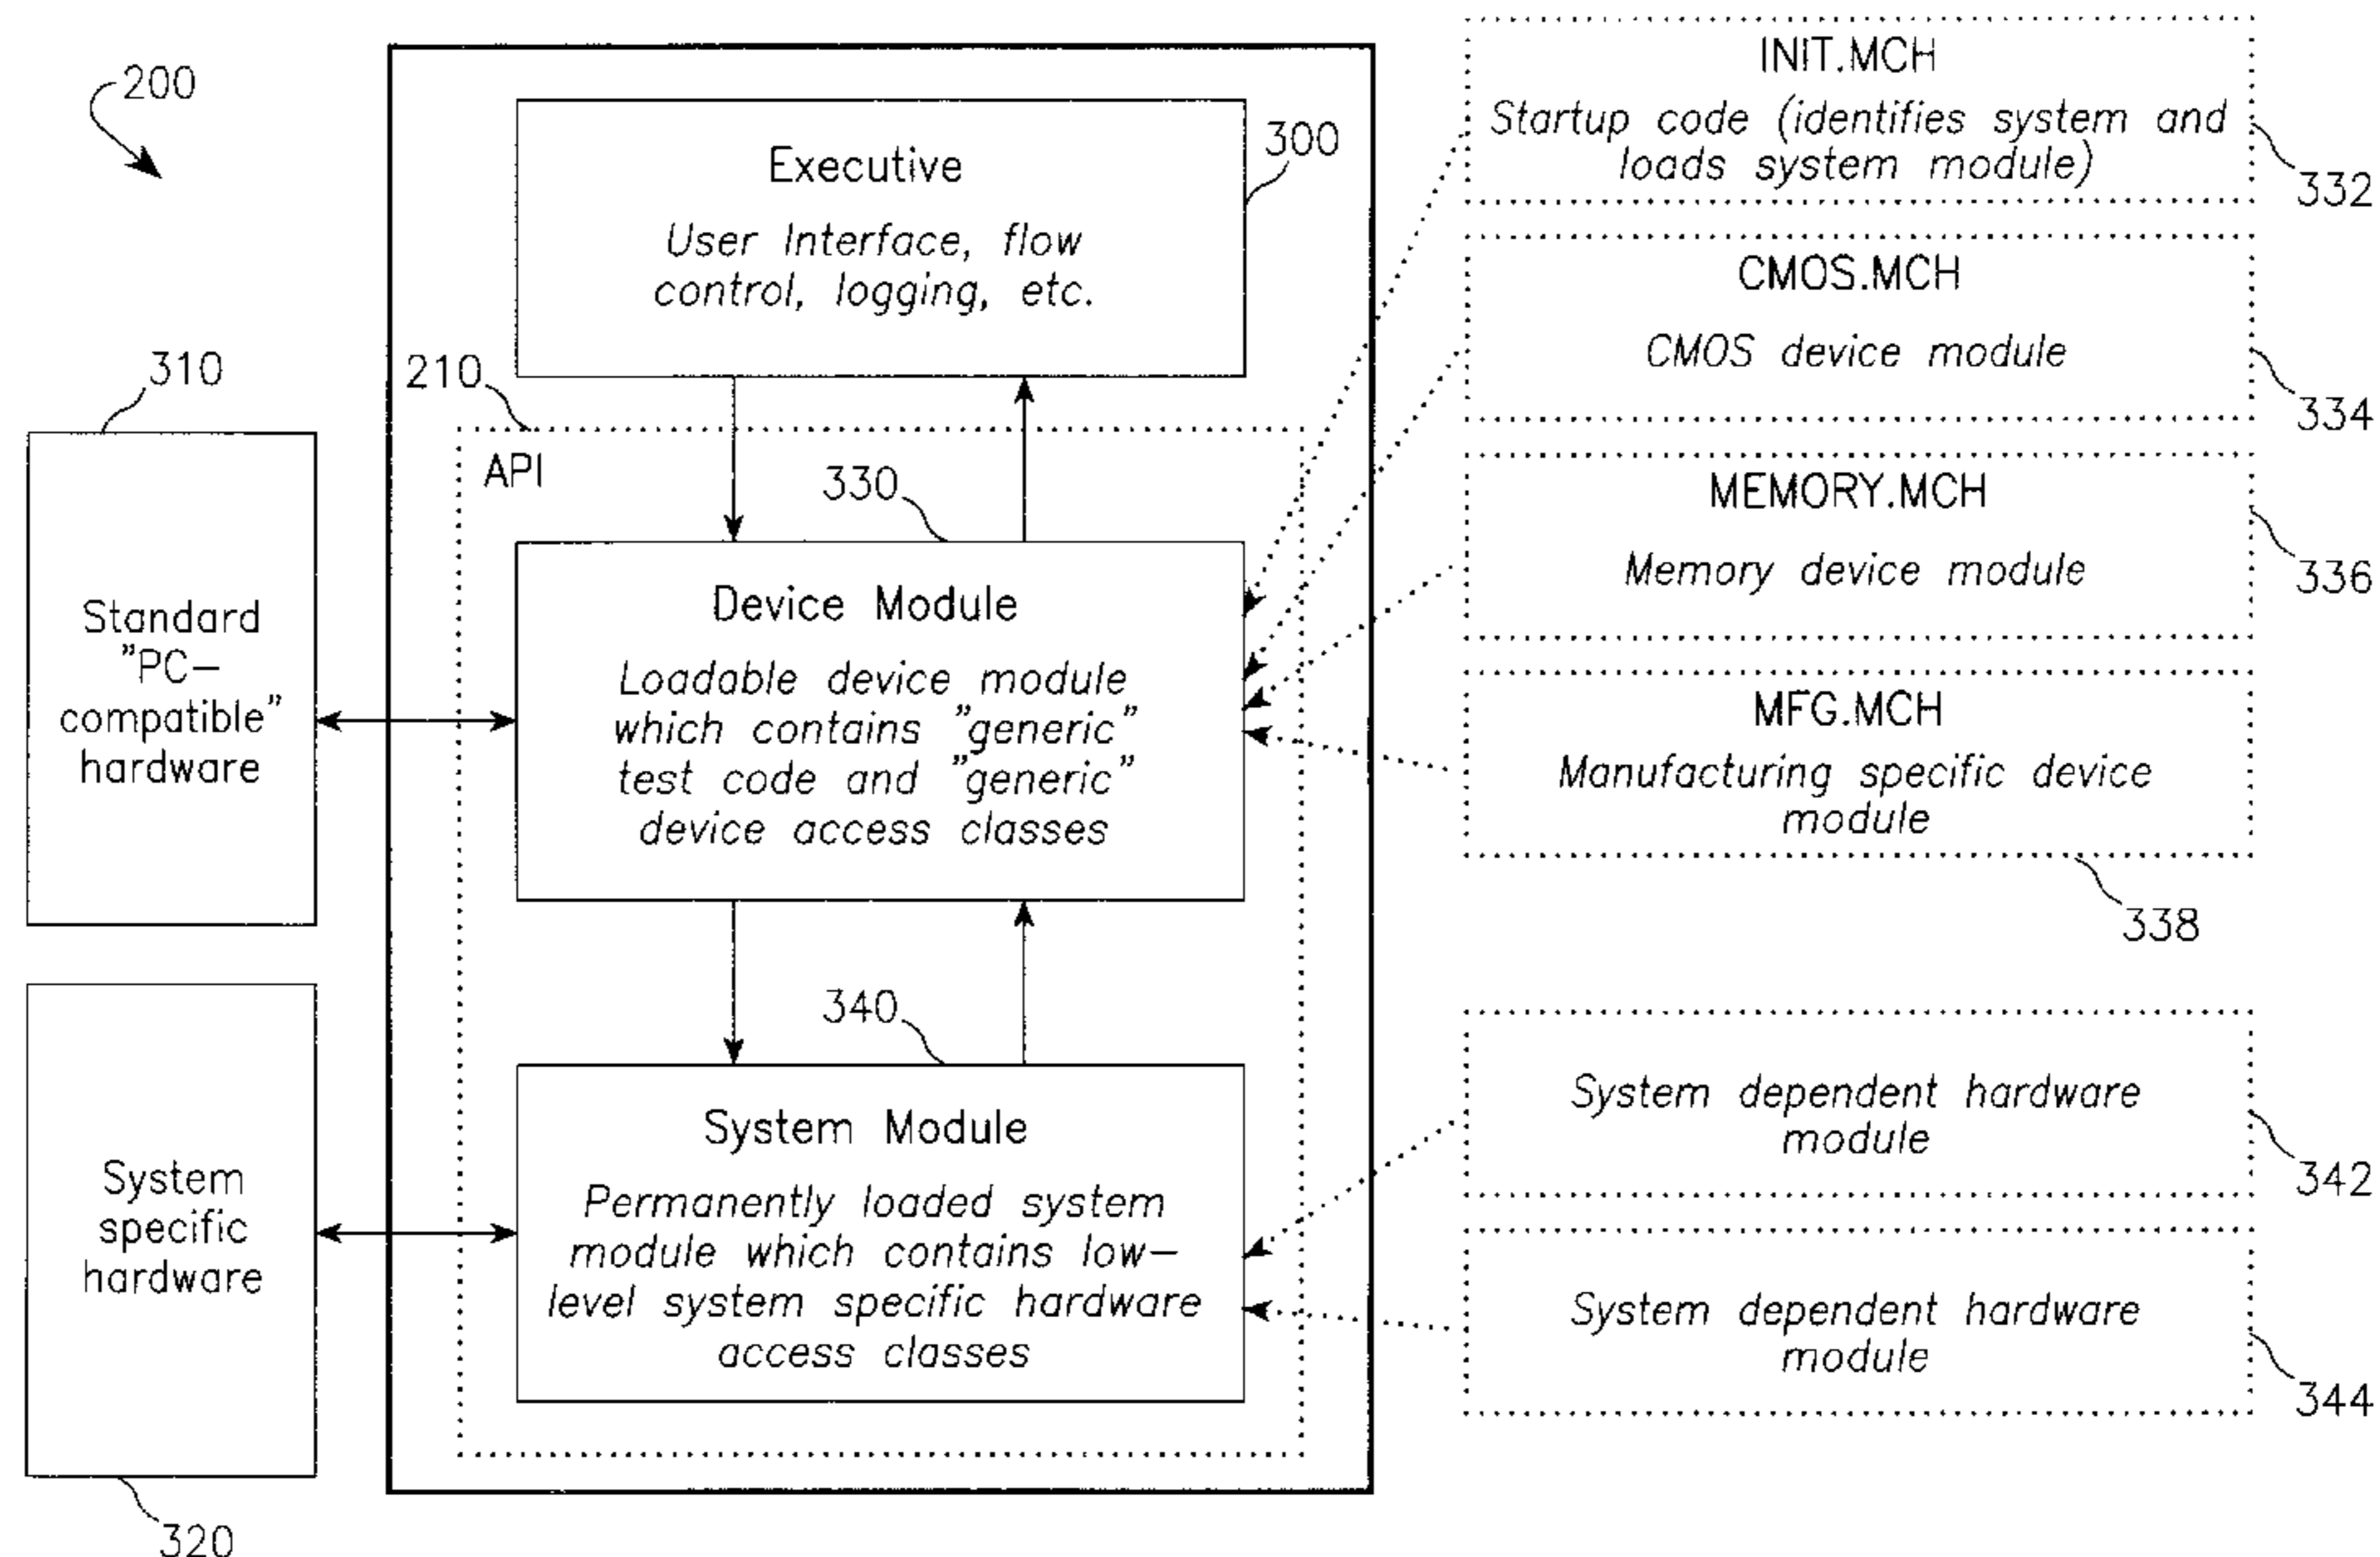 200
Executive
User Interface, flow
control, logging, etc.
300
310
Standard
"PC-
compatible"
hardware
System
specific
hardware
320
210
API
330
Device Module
Loadable device module
which contains "generic"
test code and "generic"
device access classes
340
System Module
Permanently loaded system
module which contains low-
level system specific hardware
access classes
INIT.MCH
Startup code (identifies system and
loads system module)
332
CMOS.MCH
CMOS device module
334
MEMORY.MCH
Memory device module
336
MFG.MCH
Manufacturing specific device
module
338
System dependent hardware
module
342
System dependent hardware
module
344